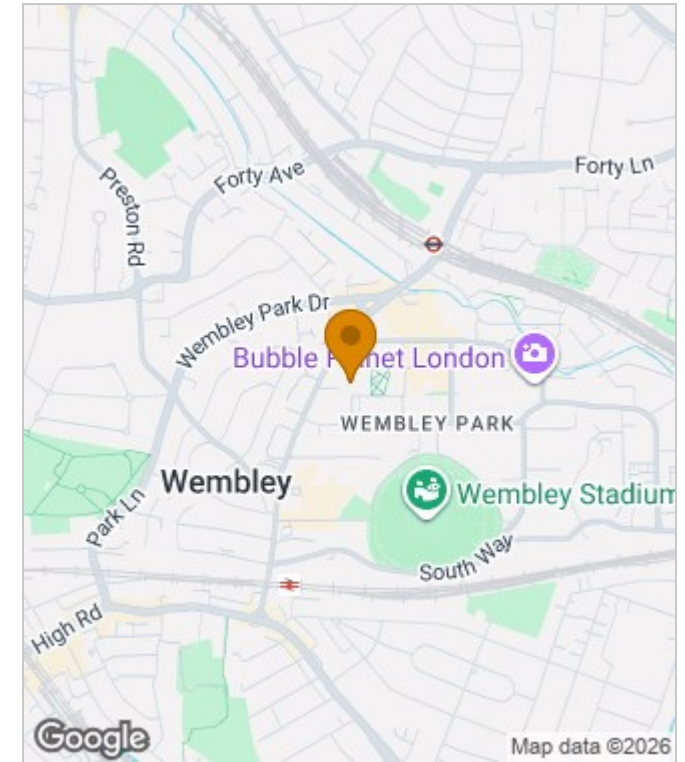 Forty Ave
Forty Ln
Preston Rd
Wembley Park Dr
Bubble Planet London
WEMBLEY PARK
Wembley
Wembley Stadium
Park Ln
South Way
High Rd
Google
Map data ©2026